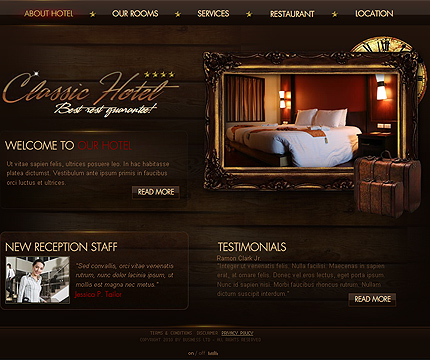 ABOUT HOTEL OUR ROOMS SERVICES RESTAURANT LOCATION
Classic Hotel
Best rest guarantee!
WELCOME TO OUR HOTEL
Ut vitae sapien felis, ultrices posuere leo. In hac habitasse
platea dictumst. Vestibulum ante ipsum primis in faucibus
orci luctus et ultrices.
READ MORE
NEW RECEPTION STAFF
"Sed convallis, orci vitae venenatis
rutrum, nunc dolor lacinia ipsum, ut
mollis est magna nec metus."
Jessica P. Tailor
TESTIMONIALS
Ramon Clark Jr.
"Integer ut venenatis felis. Nulla facilisi. Maecenas in sapien
erat, at ornare felis. Donec vel eros lectus, eget porta ipsum.
Nunc id sapien nisi. Morbi faucibus rhoncus rutrum. Nullam
dictum suscipit interdum."
READ MORE
TERMS & CONDITIONS DISCLAIMER PRIVACY POLICY
COPYRIGHT 2010 BY BUSINESS LTD - ALL RIGHTS RESERVED
on / off